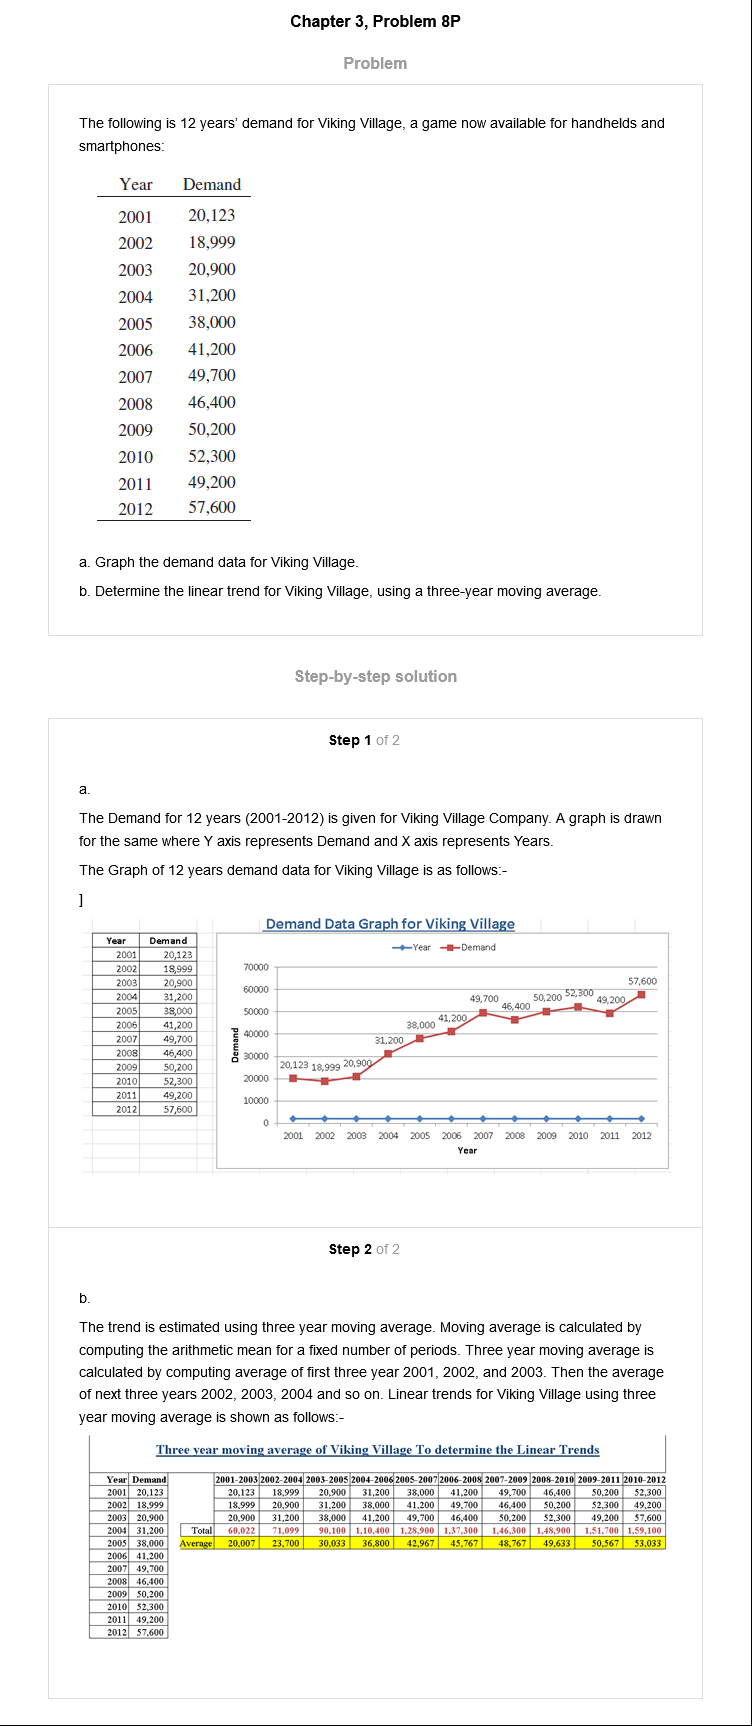 Chapter 3, Problem 8P
Problem
The following is 12 years' demand for Viking Village, a game now available for handhelds and
smartphones:
Year Demand
2001 20,123
2002 18,999
2003 20,900
2004 31,200
2005 38,000
2006 41,200
2007 49,700
2008 46,400
2009 50,200
2010 52,300
2011 49,200
2012 57,600
a. Graph the demand data for Viking Village.
b. Determine the linear trend for Viking Village, using a three-year moving average.
Step-by-step solution
Step 1 of 2
a.
The Demand for 12 years (2001-2012) is given for Viking Village Company. A graph is drawn
for the same where Y axis represents Demand and X axis represents Years.
The Graph of 12 years demand data for Viking Village is as follows:-
]
Demand Data Graph for Viking Village
Year Demand
2001 20,123
2002 18,999
2003 20,900
2004 31,200
2005 38,000
2006 41,200
2007 49,700
2008 46,400
2009 50,200
2010 52,300
2011 49,200
2012 57,600
Year Demand
70000
60000
50000
40000
30000
20000
10000
0
Demand
20,123 18,999 20,900 31,200 38,000 41,200 49,700 46,400 50,200 52,300 49,200 57,600
2001 2002 2003 2004 2005 2006 2007 2008 2009 2010 2011 2012
Year
Step 2 of 2
b.
The trend is estimated using three year moving average. Moving average is calculated by
computing the arithmetic mean for a fixed number of periods. Three year moving average is
calculated by computing average of first three year 2001, 2002, and 2003. Then the average
of next three years 2002, 2003, 2004 and so on. Linear trends for Viking Village using three
year moving average is shown as follows:-
Three year moving average of Viking Village To determine the Linear Trends
Year Demand 2001-2003 2002-2004 2003-2005 2004-2006 2005-2007 2006-2008 2007-2009 2008-2010 2009-2011 2010-2012
2001 20,123 20,123 18,999 20,900 31,200 38,000 41,200 49,700 46,400 50,200 52,300
2002 18,999 18,999 20,900 31,200 38,000 41,200 49,700 46,400 50,200 52,300 49,200
2003 20,900 20,900 31,200 38,000 41,200 49,700 46,400 50,200 52,300 49,200 57,600
2004 31,200 Total 60,022 71,099 90,100 1,10,400 1,28,900 1,37,300 1,46,300 1,48,900 1,51,700 1,59,100
2005 38,000 Average 20,007 23,700 30,033 36,800 42,967 45,767 48,767 49,633 50,567 53,033
2006 41,200
2007 49,700
2008 46,400
2009 50,200
2010 52,300
2011 49,200
2012 57,600